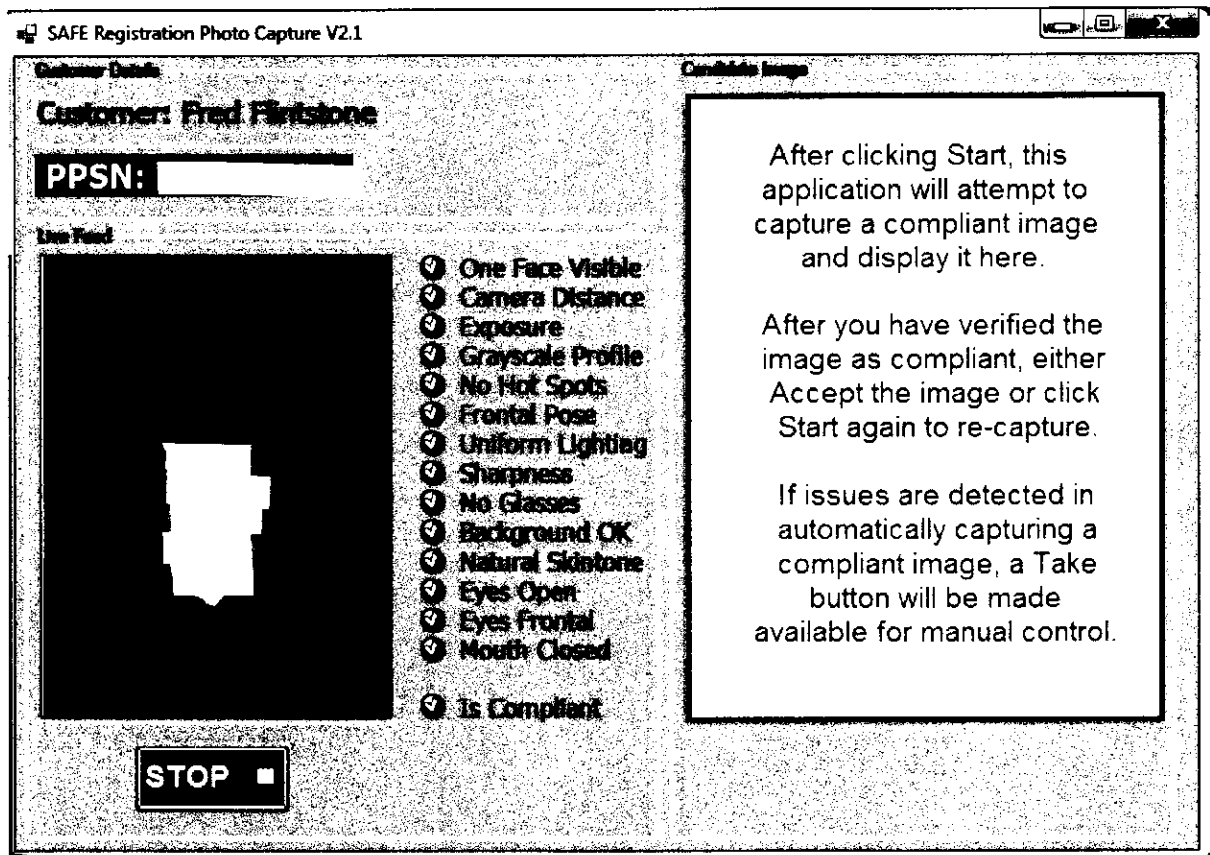 SAFE Registration Photo Capture V2.1
Customer Details
Customer: Fred Flintstone
PPSN:
Live Feed
One Face Visible
Camera Distance
Exposure
Grayscale Profile
No Hot Spots
Frontal Pose
Uniform Lighting
Sharpness
No Glasses
Background OK
Natural Skintone
Eyes Open
Eyes Frontal
Mouth Closed
Is Compliant
STOP
Candidate Image
After clicking Start, this
application will attempt to
capture a compliant image
and display it here.
After you have verified the
image as compliant, either
Accept the image or click
Start again to re-capture.
If issues are detected in
automatically capturing a
compliant image, a Take
button will be made
available for manual control.